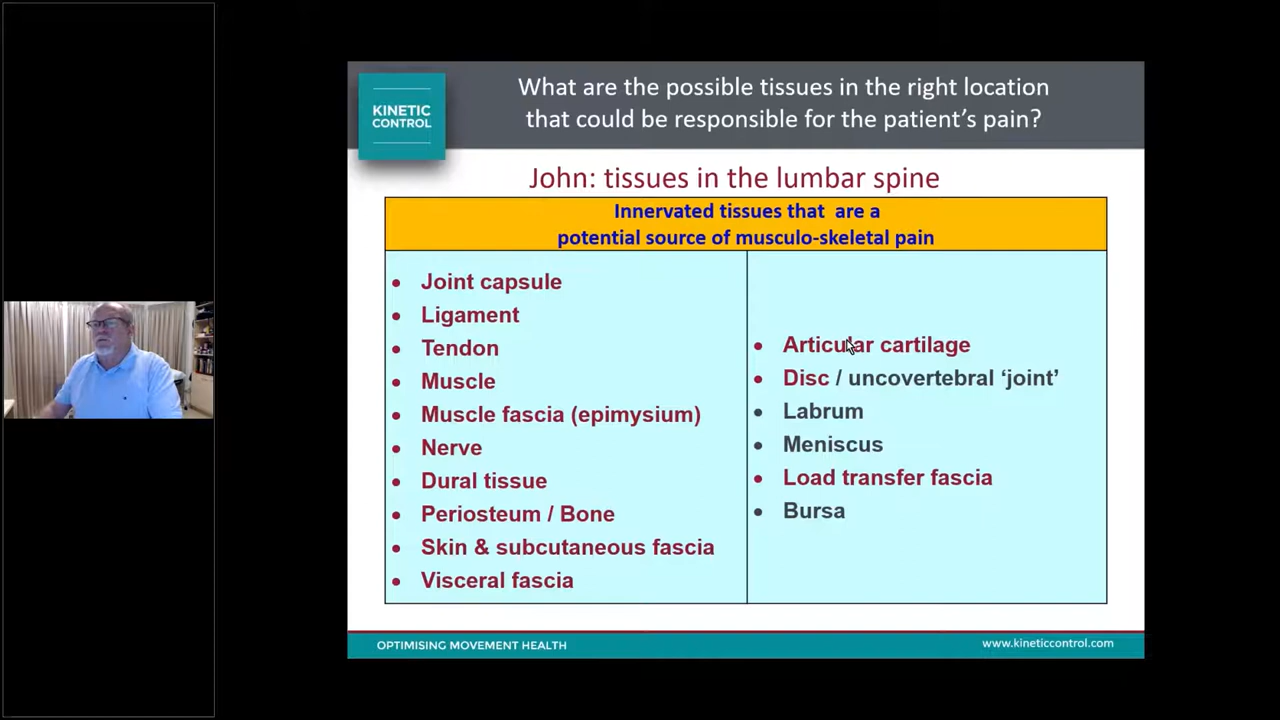 KINETIC
CONTROL
What are the possible tissues in the right location
that could be responsible for the patient’s pain?
John: tissues in the lumbar spine
Innervated tissues that are a
potential source of musculo-skeletal pain
• Joint capsule
• Ligament
• Tendon
• Muscle
• Muscle fascia (epimysium)
• Nerve
• Dural tissue
• Periosteum / Bone
• Skin & subcutaneous fascia
• Visceral fascia
• Articular cartilage
• Disc / uncovertebral ‘joint’
• Labrum
• Meniscus
• Load transfer fascia
• Bursa
OPTIMISING MOVEMENT HEALTH
www.kineticcontrol.com